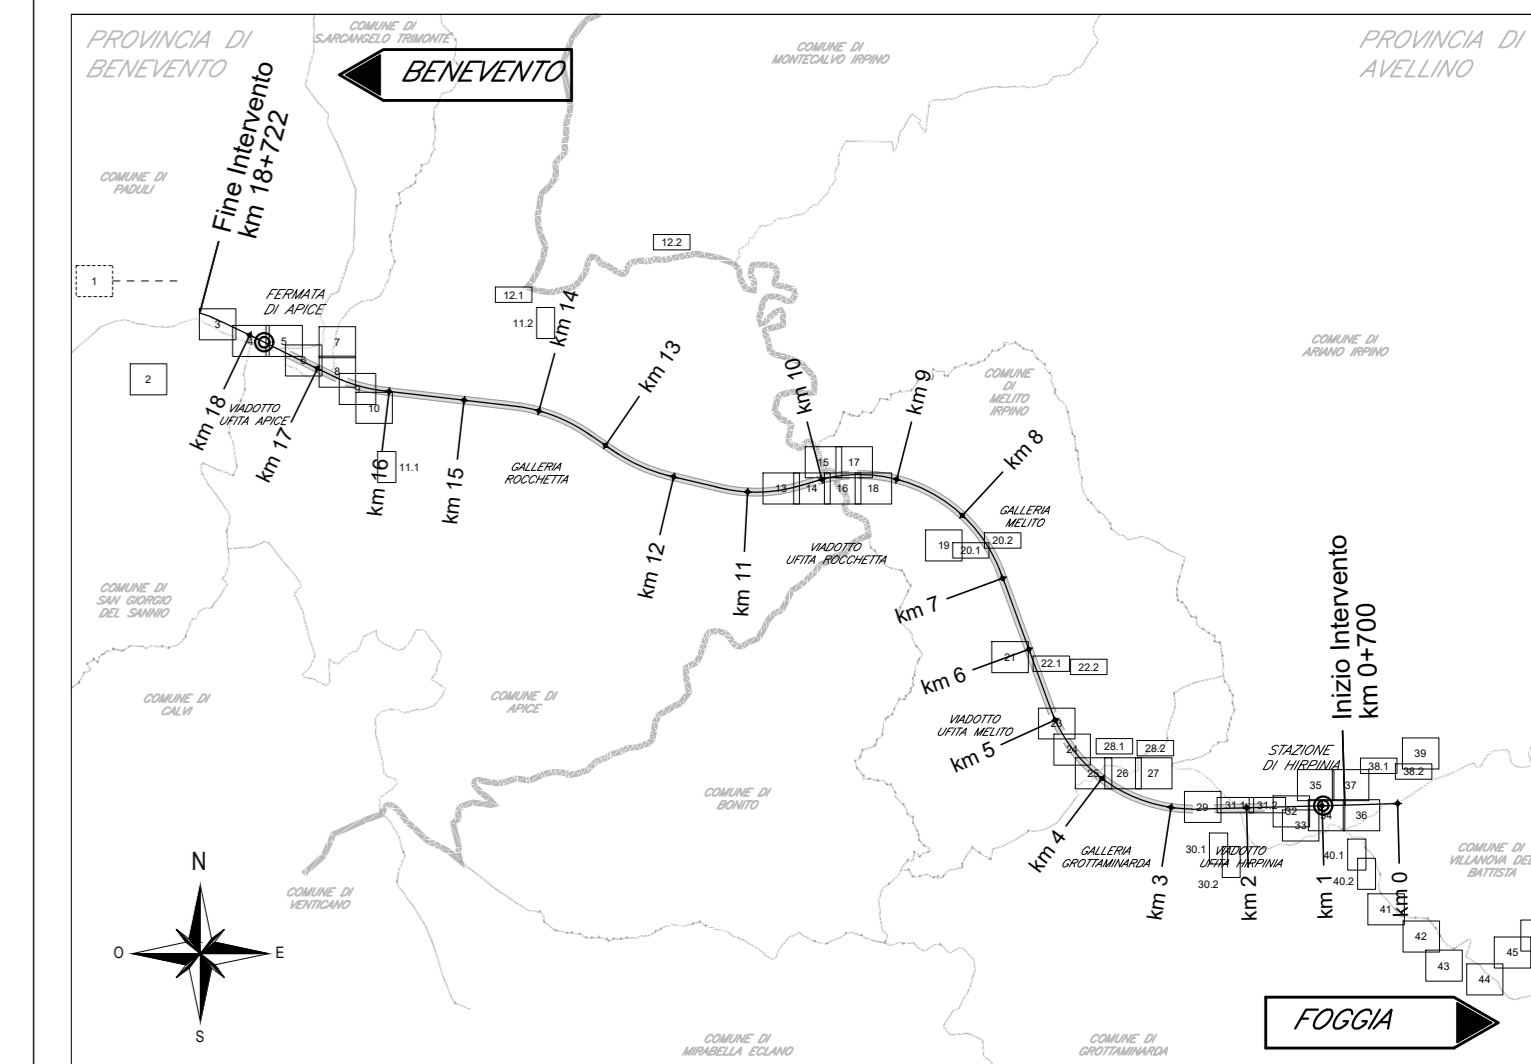 PROVINCIA DI
BENEVENTO
COMUNE DI
S.ARCANGELO TRIMONTE
BENEVENTO
COMUNE DI
MONTECALVO IRPINO
PROVINCIA DI
AVELLINO
COMUNE DI
PADULI
Fine Intervento
km 18+722
1
2
3
FERMATA
DI APICE
4
5
6
7
8
9
10
VIADOTTO
UFITA APICE
km 18
km 17
km 16
11.1
km 15
12.1
11.2
12.2
km 14
km 13
GALLERIA
ROCCHETTA
km 12
km 11
km 10
13
14
15
16
17
18
km 9
VIADOTTO
UFITA ROCCHETTA
COMUNE
DI
MELITO
IRPINO
COMUNE DI
ARIANO IRPINO
km 8
GALLERIA
MELITO
19
20.1
20.2
km 7
km 6
21
22.1
22.2
VIADOTTO
UFITA MELITO
km 5
23
24
25
26
27
28.1
28.2
km 4
GALLERIA
GROTTAMINARDA
km 3
29
30.1
30.2
31.1
31.2
VIADOTTO
UFITA HIRPINIA
km 2
32
33
34
35
36
37
38.1
38.2
39
STAZIONE
DI HIRPINIA
Inizio Intervento
km 0+700
km 1
km 0
40.1
40.2
41
42
43
44
45
COMUNE DI
VILLANOVA DEL
BATTISTA
COMUNE DI
SAN GIORGIO
DEL SANNIO
COMUNE DI
CALVI
COMUNE DI
APICE
COMUNE DI
BONITO
COMUNE DI
VENTICANO
N
O
E
S
COMUNE DI
MIRABELLA ECLANO
COMUNE DI
GROTTAMINARDA
FOGGIA